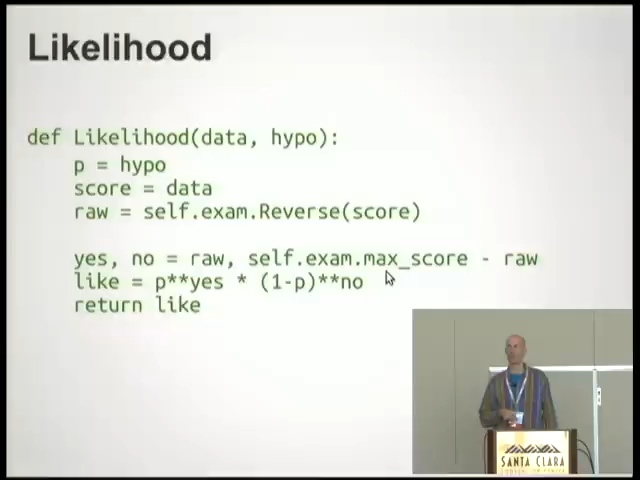 Likelihood
def Likelihood(data, hypo):
p = hypo
score = data
raw = self.exam.Reverse(score)
yes, no = raw, self.exam.max_score - raw
like = p**yes * (1-p)**no
return like
SANTA CLARA